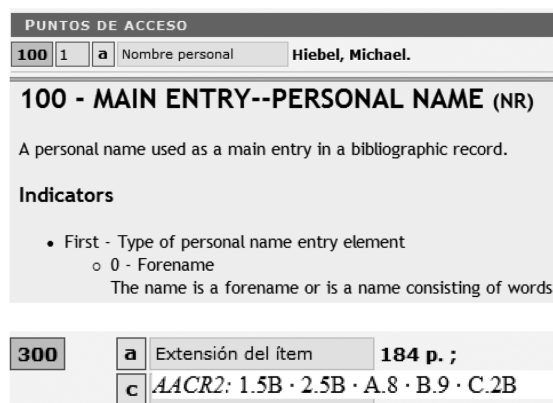 PUNTOS DE ACCESO
100 1 a Nombre personal Hiebel, Michael.
100 - MAIN ENTRY--PERSONAL NAME (NR)
A personal name used as a main entry in a bibliographic record.
Indicators
• First - Type of personal name entry element
○ 0 - Forename
The name is a forename or is a name consisting of words
300 a Extensión del ítem 184 p. ;
c AACR2: 1.5B · 2.5B · A.8 · B.9 · C.2B